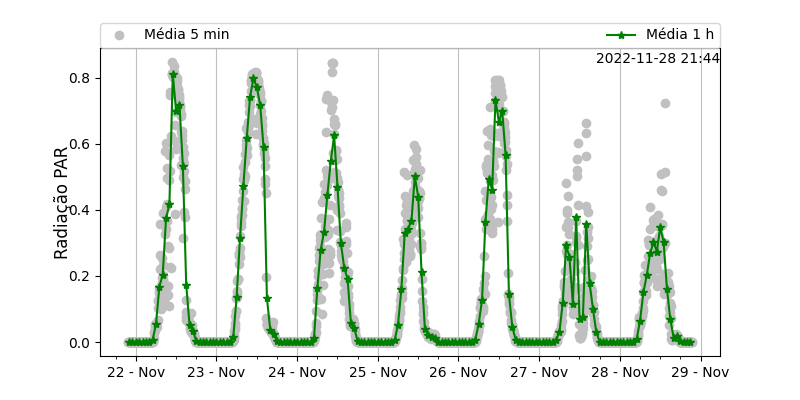 Média 5 min
Média 1 h
2022-11-28 21:44
Radiação PAR
0.8
0.6
0.4
0.2
0.0
22 - Nov
23 - Nov
24 - Nov
25 - Nov
26 - Nov
27 - Nov
28 - Nov
29 - Nov